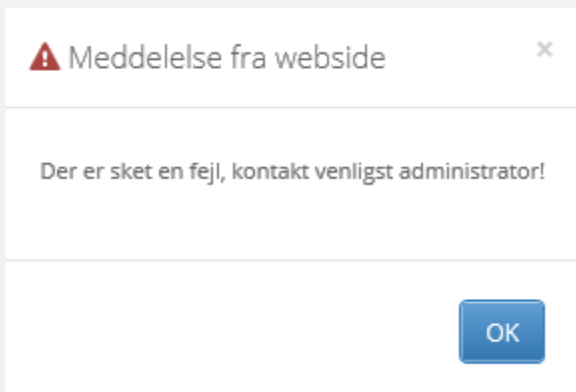 Meddelelse fra webside
×
Der er sket en fejl, kontakt venligst administrator!
OK